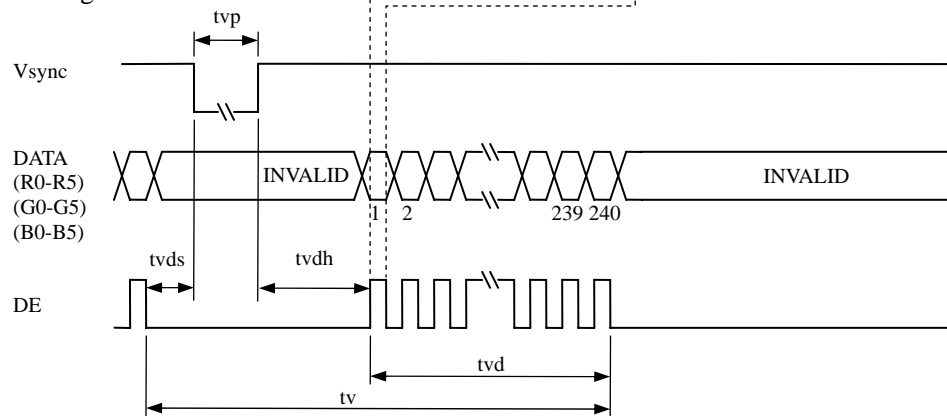 tvp
Vsync
DATA
(R0-R5)
(G0-G5)
(B0-B5)
INVALID
INVALID
1 2 239 240
tvds
tvdh
DE
tvd
tv